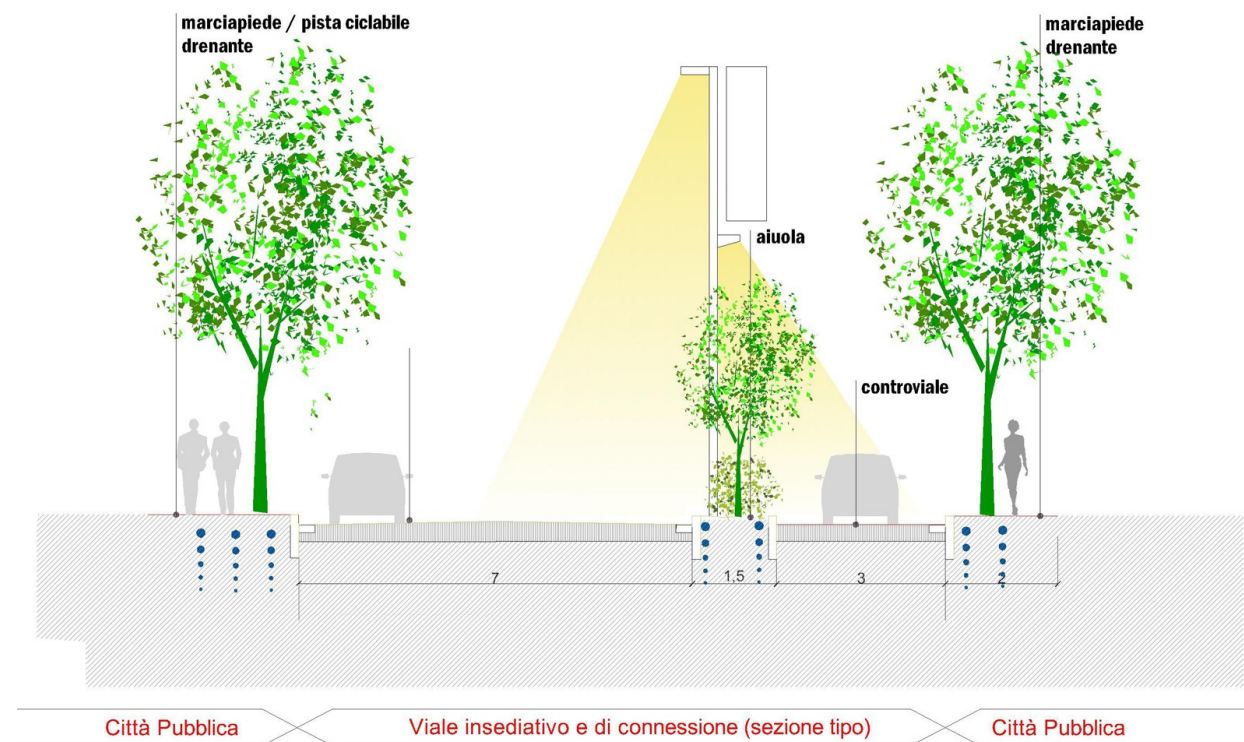 marciapiede / pista ciclabile
drenante
marciapiede
drenante
aiuola
controviale
7
1,5
3
2
Città Pubblica
Viale insediativo e di connessione (sezione tipo)
Città Pubblica